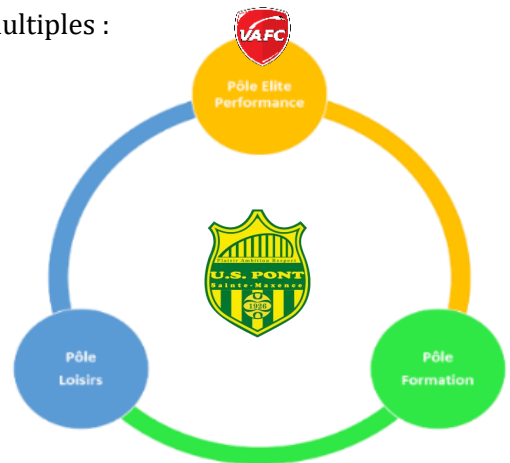 ultiples :
VAFC
Pôle Elite
Performance
Plaisir Ambition Respect
U.S. PONT
Sainte-Maxence
1926
Pôle
Loisirs
Pôle
Formation